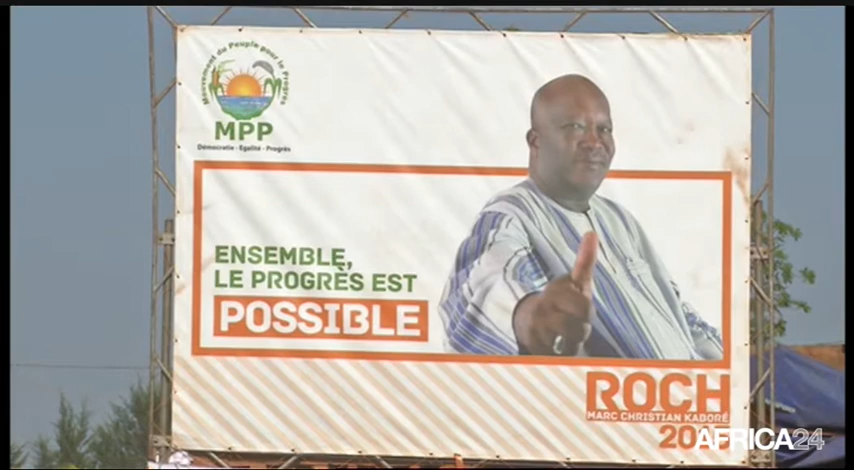 Mouvement du Peuple pour le Progrès
MPP
Démocratie - Egalité - Progrès
ENSEMBLE,
LE PROGRÈS EST
POSSIBLE
ROCH
MARC CHRISTIAN KABORÉ
AFRICA24